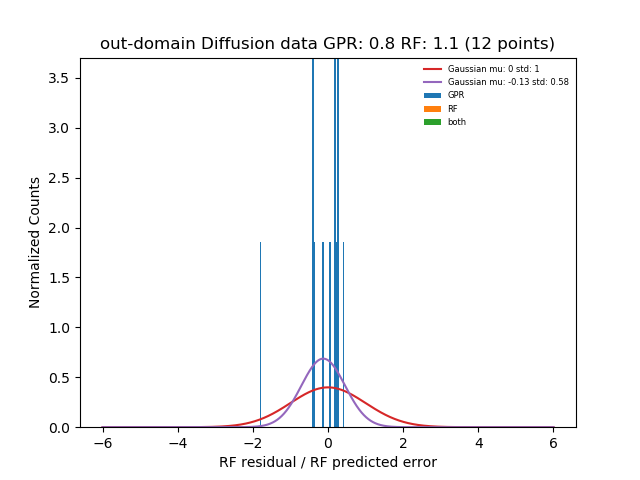 out-domain Diffusion data GPR: 0.8 RF: 1.1 (12 points)
Gaussian mu: 0 std: 1
Gaussian mu: -0.13 std: 0.58
GPR
RF
both
Normalized Counts
3.5
3.0
2.5
2.0
1.5
1.0
0.5
0.0
−6 −4 −2 0 2 4 6
RF residual / RF predicted error